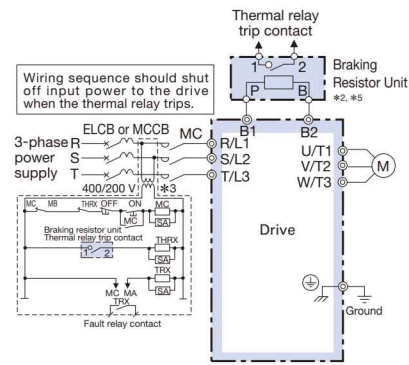 Thermal relay
trip contact
1 2
Braking
Resistor Unit
*2, *5
P B
Wiring sequence should shut
off input power to the drive
when the thermal relay trips.
ELCB or MCCB MC
B1 B2
3-phase R R/L1 U/T1
power S S/L2 V/T2 M
supply T T/L3 W/T3
400/200 V *3
MC MB THRX OFF ON MC
MC SA
Braking resistor unit
Thermal relay trip contact
THRX
1 2
SA
TRX
MC MA SA
TRX
Fault relay contact
Drive
Ground